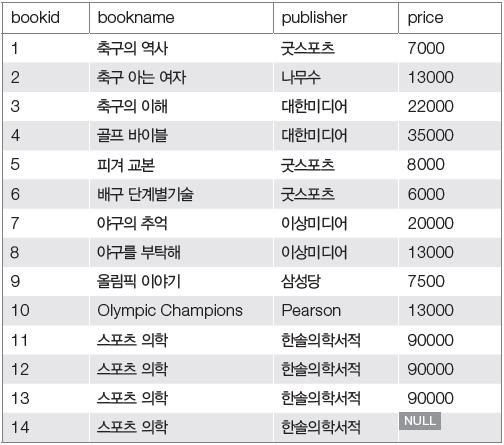 bookid bookname publisher price
1 축구의 역사 굿스포츠 7000
2 축구 아는 여자 나무수 13000
3 축구의 이해 대한미디어 22000
4 골프 바이블 대한미디어 35000
5 피겨 교본 굿스포츠 8000
6 배구 단계별기술 굿스포츠 6000
7 야구의 추억 이상미디어 20000
8 야구를 부탁해 이상미디어 13000
9 올림픽 이야기 삼성당 7500
10 Olympic Champions Pearson 13000
11 스포츠 의학 한솔의학서적 90000
12 스포츠 의학 한솔의학서적 90000
13 스포츠 의학 한솔의학서적 90000
14 스포츠 의학 한솔의학서적 NULL